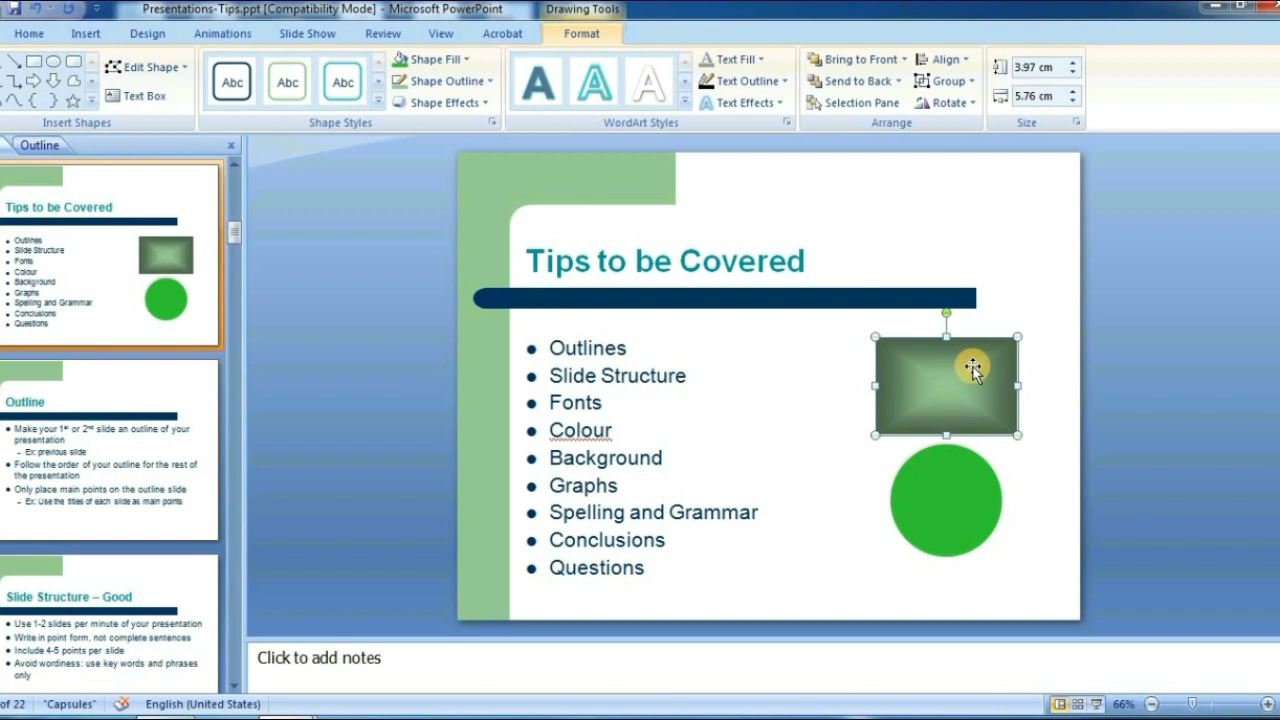 Presentations-Tips.ppt [Compatibility Mode] - Microsoft PowerPoint
Drawing Tools
Home Insert Design Animations Slide Show Review View Acrobat Format
Edit Shape
Text Box
Insert Shapes
Abc Abc Abc
Shape Fill
Shape Outline
Shape Effects
Shape Styles
A A A
Text Fill
Text Outline
Text Effects
WordArt Styles
Bring to Front
Send to Back
Selection Pane
Align
Group
Rotate
Arrange
3.97 cm
5.76 cm
Size
Outline
Tips to be Covered
Outlines
Slide Structure
Fonts
Colour
Background
Graphs
Spelling and Grammar
Conclusions
Questions
Outline
Make your 1st or 2nd slide an outline of your
presentation
– Ex: previous slide
Follow the order of your outline for the rest of
the presentation
Only place main points on the outline slide
– Ex: Use the titles of each slide as main points
Slide Structure – Good
Use 1-2 slides per minute of your presentation
Write in point form, not complete sentences
Include 4-5 points per slide
Avoid wordiness: use key words and phrases
only
Tips to be Covered
Outlines
Slide Structure
Fonts
Colour
Background
Graphs
Spelling and Grammar
Conclusions
Questions
Click to add notes
of 22 "Capsules" English (United States) 66%